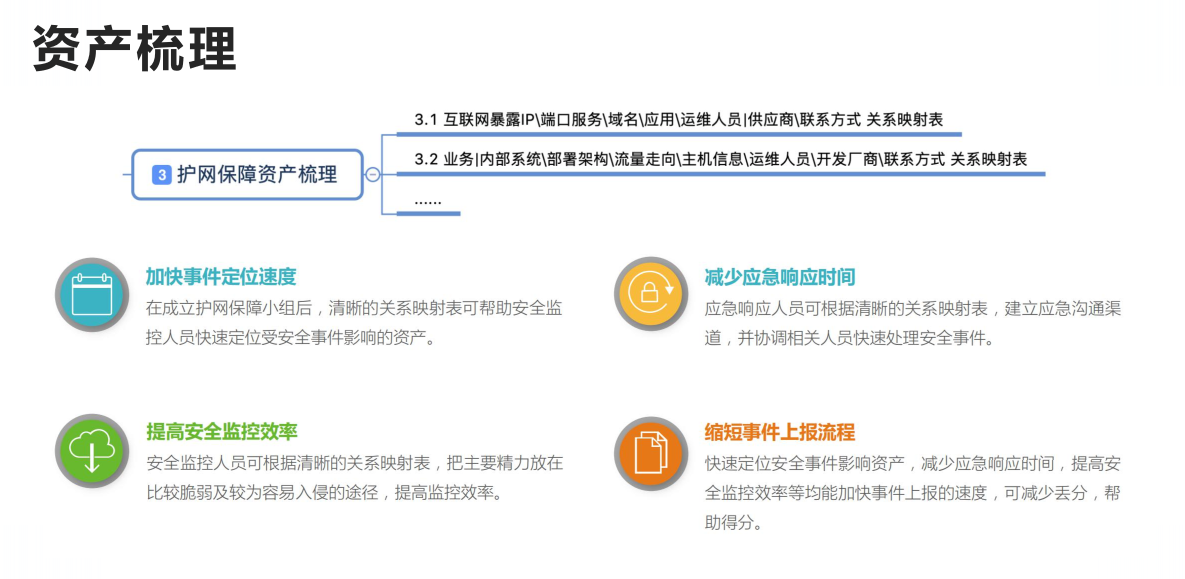 资产梳理
3.1 互联网暴露IP\端口服务\域名\应用\运维人员|供应商\联系方式 关系映射表
3 护网保障资产梳理
3.2 业务|内部系统\部署架构\流量走向\主机信息\运维人员\开发厂商\联系方式 关系映射表
......
加快事件定位速度
在成立护网保障小组后，清晰的关系映射表可帮助安全监
控人员快速定位受安全事件影响的资产。
减少应急响应时间
应急响应人员可根据清晰的关系映射表，建立应急沟通渠
道，并协调相关人员快速处理安全事件。
提高安全监控效率
安全监控人员可根据清晰的关系映射表，把主要精力放在
比较脆弱及较为容易入侵的途径，提高监控效率。
缩短事件上报流程
快速定位安全事件影响资产，减少应急响应时间，提高安
全监控效率等均能加快事件上报的速度，可减少丢分，帮
助得分。